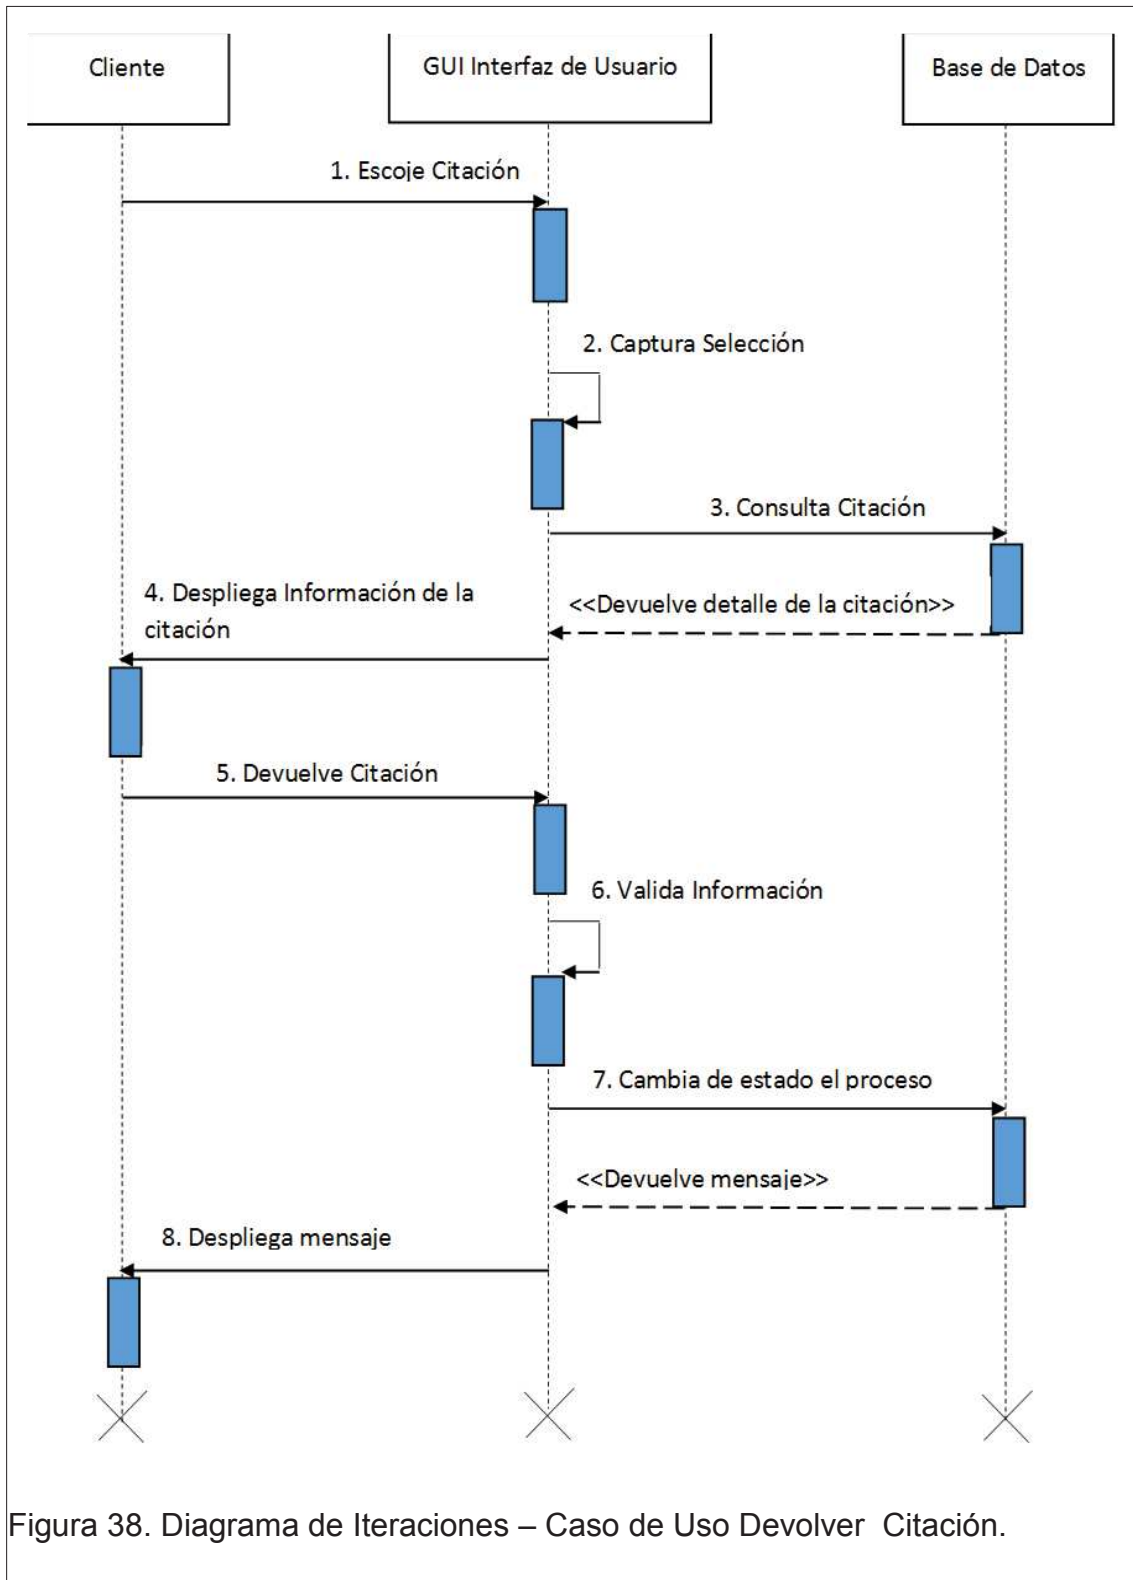 Cliente
GUI Interfaz de Usuario
Base de Datos
1. Escoje Citación
2. Captura Selección
3. Consulta Citación
4. Despliega Información de la
citación
<<Devuelve detalle de la citación>>
5. Devuelve Citación
6. Valida Información
7. Cambia de estado el proceso
<<Devuelve mensaje>>
8. Despliega mensaje
Figura 38. Diagrama de Iteraciones – Caso de Uso Devolver  Citación.